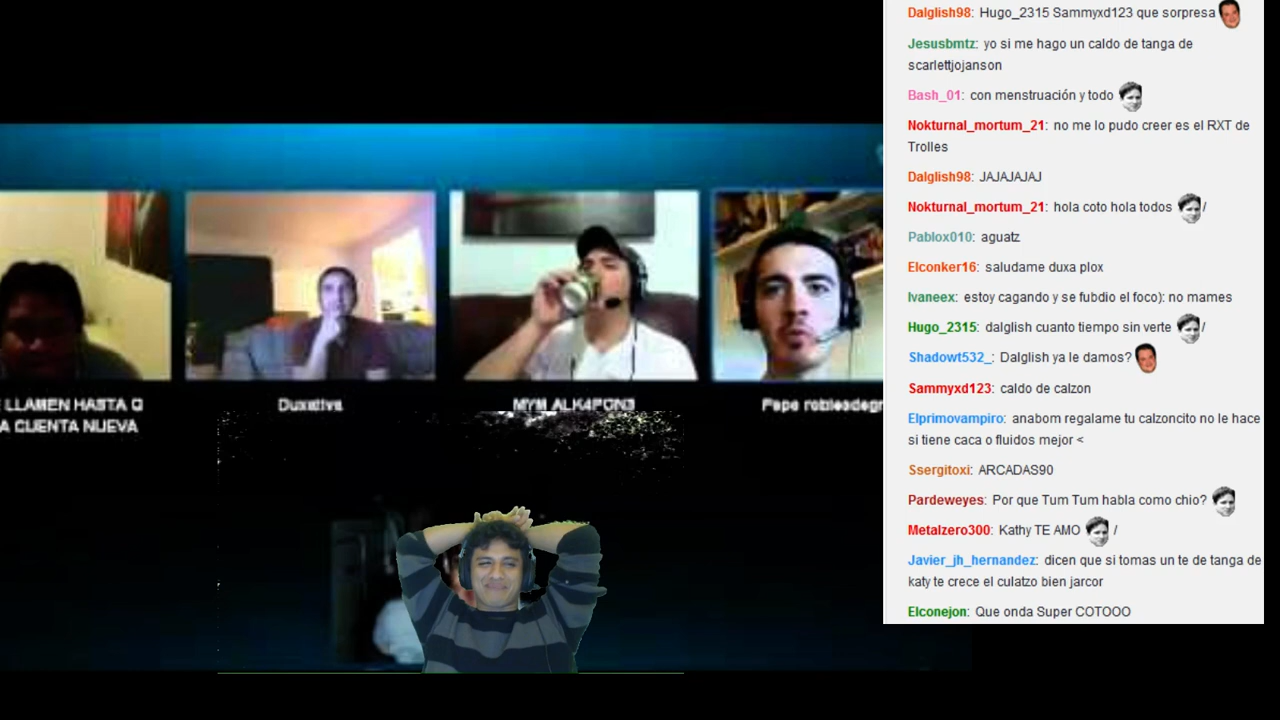 LLAMEN HASTA Q
A CUENTA NUEVA
Duxativa
MYM ALK4PON3
Pepe roblesdegr
Dalglish98: Hugo_2315 Sammyxd123 que sorpresa
Jesusbmtz: yo si me hago un caldo de tanga de
scarlettjojanson
Bash_01: con menstruación y todo
Nokturnal_mortum_21: no me lo pudo creer es el RXT de
Trolles
Dalglish98: JAJAJAJAJ
Nokturnal_mortum_21: hola coto hola todos /
Pablox010: aguatz
Elconker16: saludame duxa plox
Ivaneex: estoy cagando y se fubdio el foco): no mames
Hugo_2315: dalglish cuanto tiempo sin verte /
Shadowt532_: Dalglish ya le damos?
Sammyxd123: caldo de calzon
Elprimovampiro: anabom regalame tu calzoncito no le hace
si tiene caca o fluidos mejor <
Ssergitoxi: ARCADAS90
Pardeweyes: Por que Tum Tum habla como chio?
Metalzero300: Kathy TE AMO /
Javier_jh_hernandez: dicen que si tomas un te de tanga de
katy te crece el culatzo bien jarcor
Elconejon: Que onda Super COTOOO